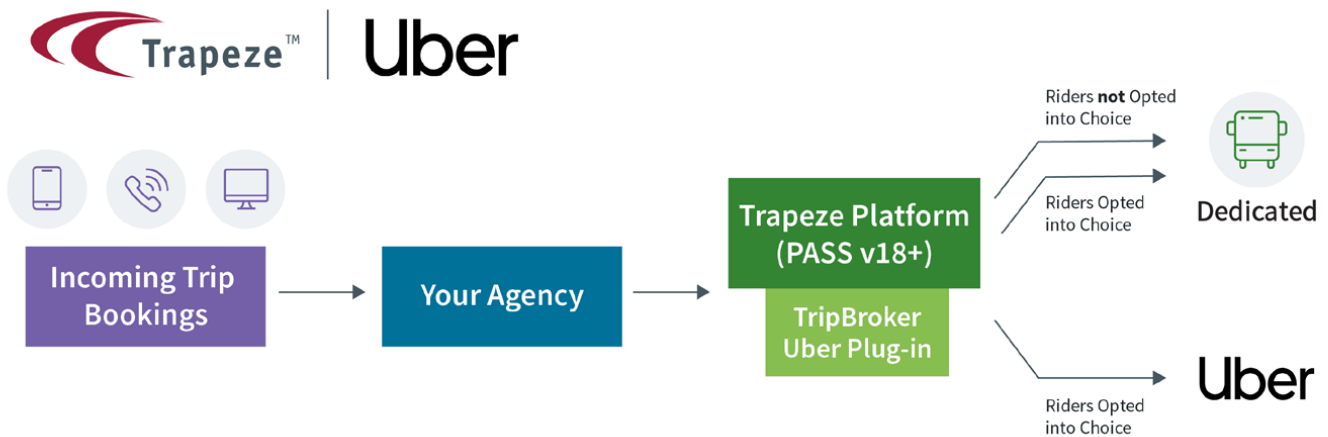 Trapeze™
Uber
Riders not Opted
into Choice
Riders Opted
into Choice
Dedicated
Incoming Trip
Bookings
Your Agency
Trapeze Platform
(PASS v18+)
TripBroker
Uber Plug-in
Riders Opted
into Choice
Uber